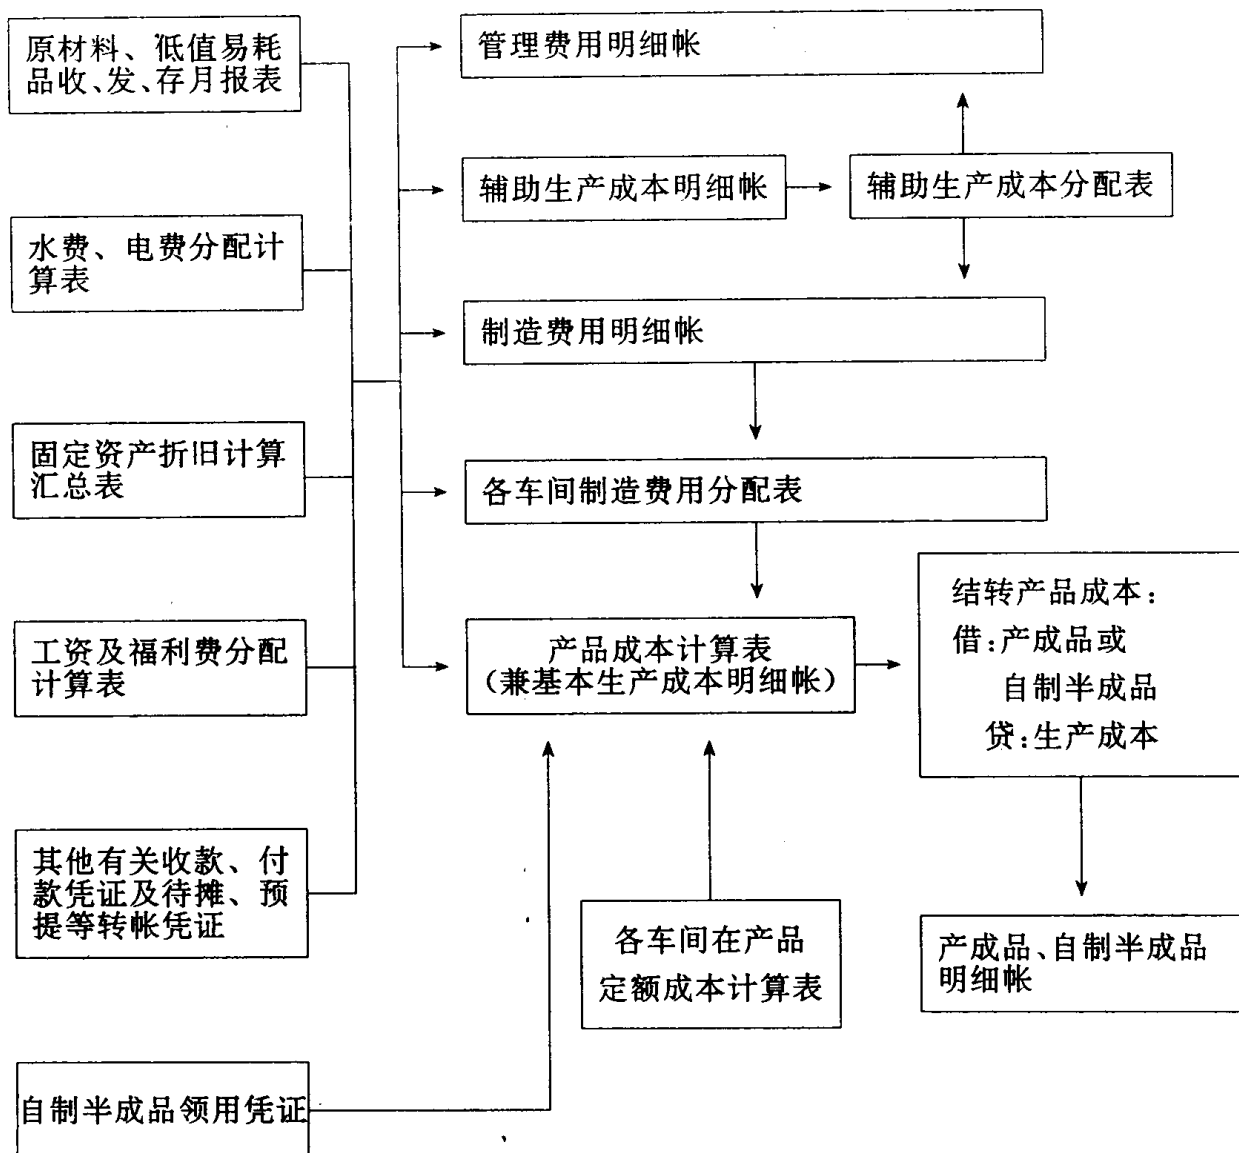 原材料、低值易耗
品收、发、存月报表
管理费用明细帐
辅助生产成本明细帐
辅助生产成本分配表
水费、电费分配计
算表
制造费用明细帐
固定资产折旧计算
汇总表
各车间制造费用分配表
工资及福利费分配
计算表
产品成本计算表
（兼基本生产成本明细帐）
结转产品成本：
借：产成品或
自制半成品
贷：生产成本
其他有关收款、付
款凭证及待摊、预
提等转帐凭证
各车间在产品
定额成本计算表
产成品、自制半成品
明细帐
自制半成品领用凭证